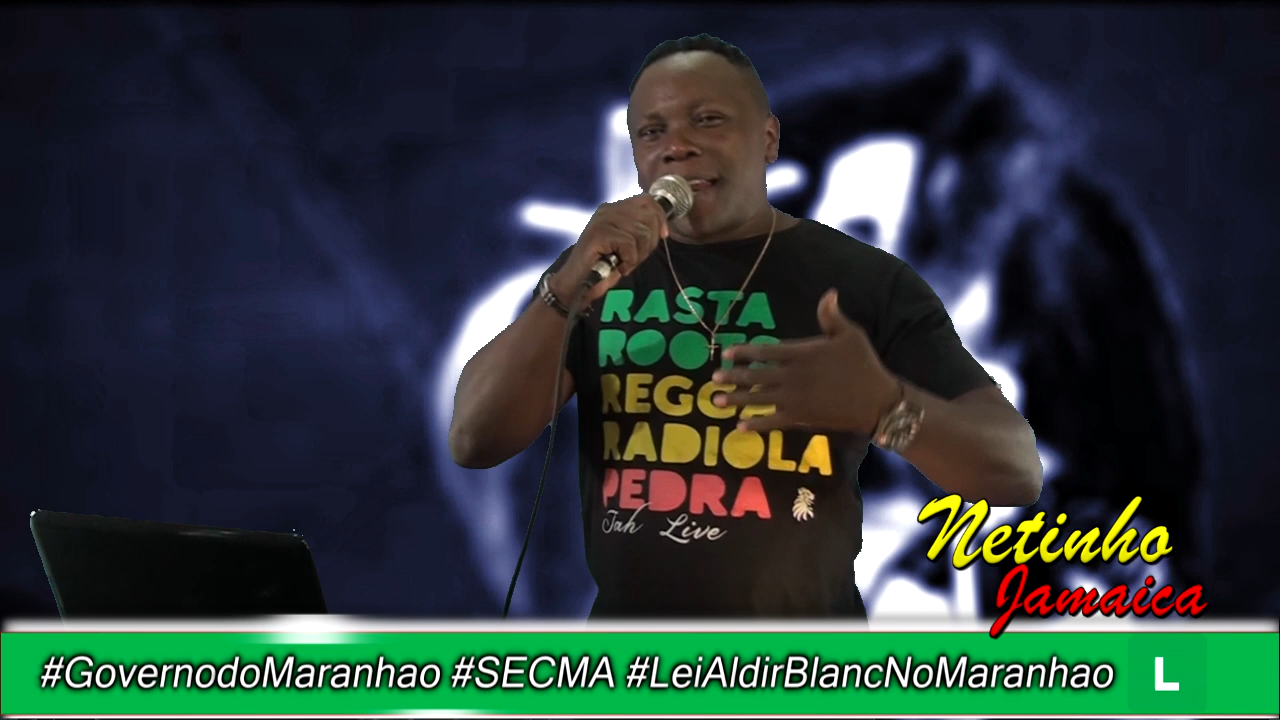 RASTA
ROOTS
REGGAE
RADIOLA
PEDRA
Jah Live
Netinho
Jamaica
#GovernodoMaranhao #SECMA #LeiAldirBlancNoMaranhao L